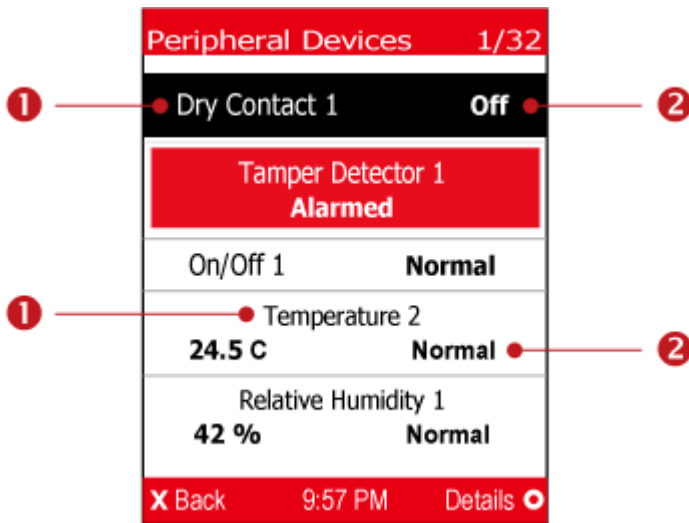 Peripheral Devices 1/32
1 Dry Contact 1 Off 2
Tamper Detector 1
Alarmed
On/Off 1 Normal
1 Temperature 2
24.5 C Normal 2
Relative Humidity 1
42 % Normal
X Back 9:57 PM Details O